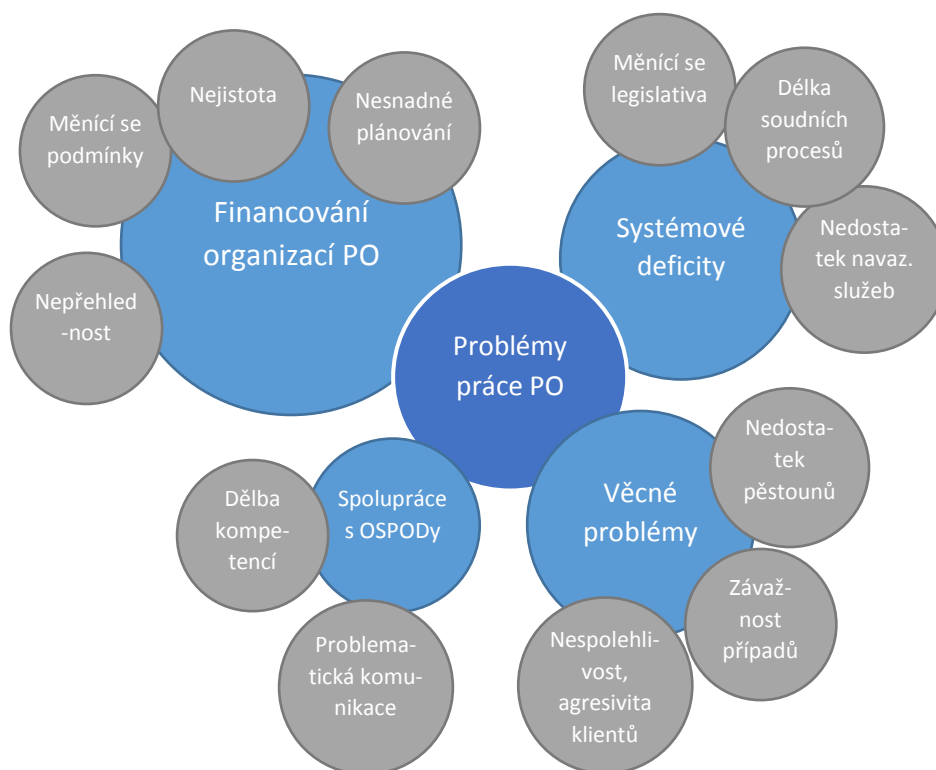 Nejistota
Nesnadné
plánování
Měnící se
podmínky
Nepřehled
-nost
Financování
organizací PO
Měnící se
legislativa
Délka
soudních
procesů
Nedosta-
tek navaz.
služeb
Systémové
deficity
Problémy
práce PO
Spolupráce
s OSPODy
Dělba
kompe-
tencí
Problema-
tická komu-
nikace
Věcné
problémy
Nedosta-
tek
pěstounů
Závaž-
nost
případů
Nespolehli-
vost,
agresivita
klientů